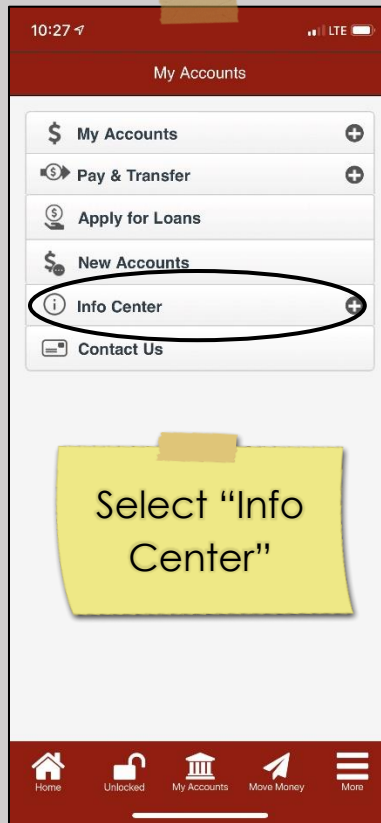 10:27 LTE
My Accounts
My Accounts
Pay & Transfer
Apply for Loans
New Accounts
Info Center
Contact Us
Select “Info
Center”
Home Unlocked My Accounts Move Money More